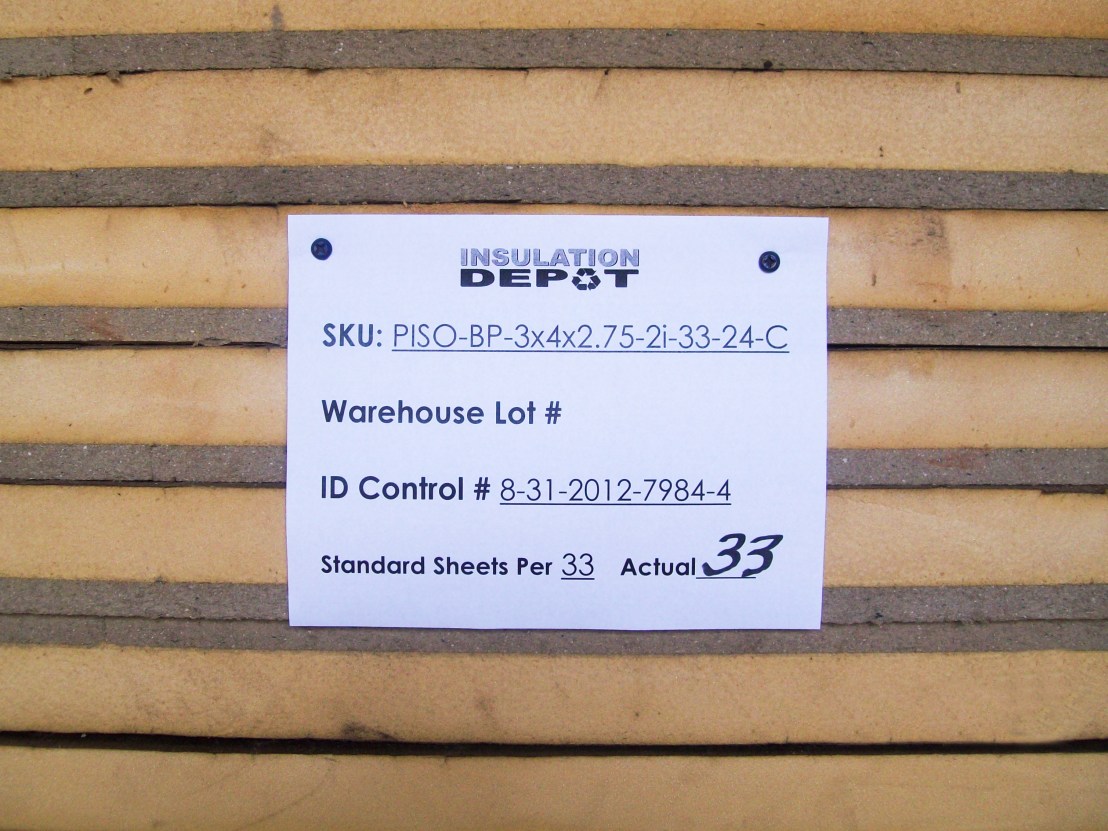 INSULATION
DEPOT
SKU: PISO-BP-3x4x2.75-2i-33-24-C
Warehouse Lot #
ID Control # 8-31-2012-7984-4
Standard Sheets Per 33 Actual 33